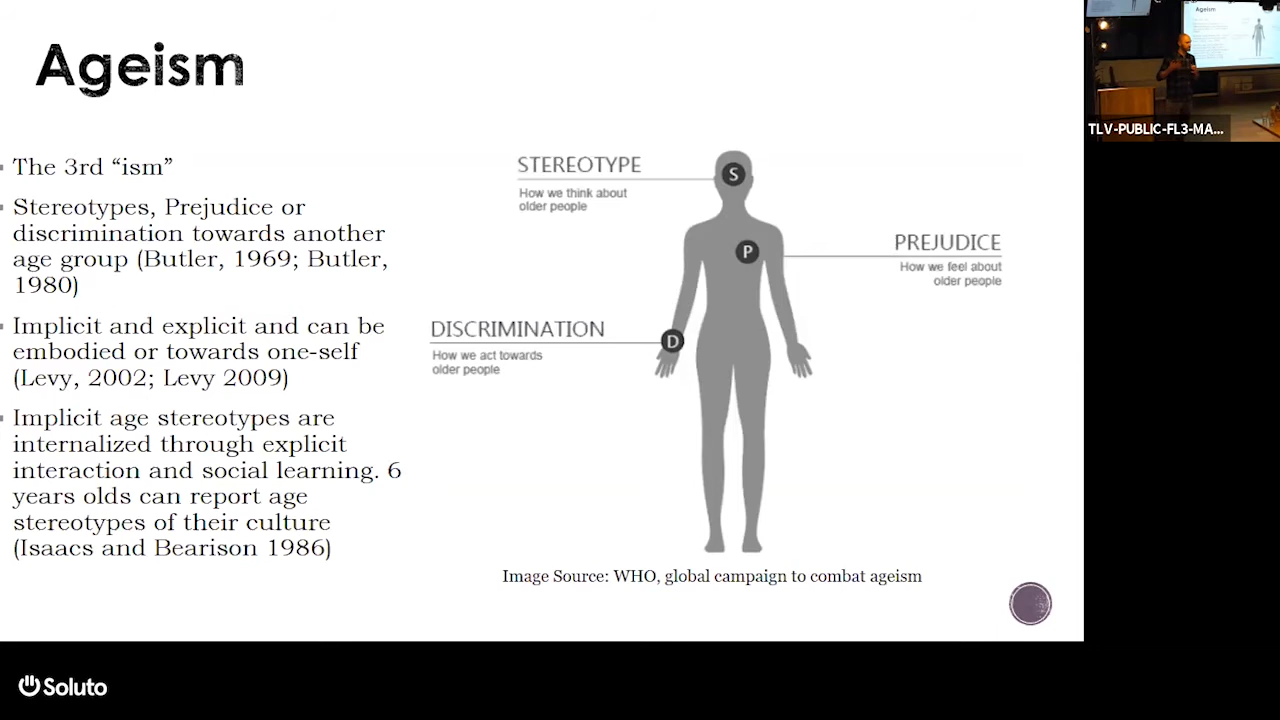 Ageism
The 3rd “ism”
Stereotypes, Prejudice or
discrimination towards another
age group (Butler, 1969; Butler,
1980)
Implicit and explicit and can be
embodied or towards one-self
(Levy, 2002; Levy 2009)
Implicit age stereotypes are
internalized through explicit
interaction and social learning. 6
years olds can report age
stereotypes of their culture
(Isaacs and Bearison 1986)
STEREOTYPE
How we think about
older people
S
PREJUDICE
How we feel about
older people
P
DISCRIMINATION
How we act towards
older people
D
Image Source: WHO, global campaign to combat ageism
Ageism
TLV-PUBLIC-FL3-MA...
Soluto